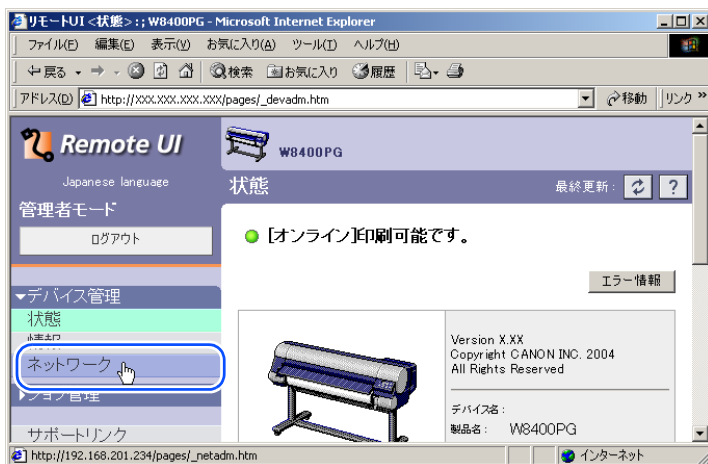 リモートUI <状態> : ; W8400PG - Microsoft Internet Explorer
ファイル(F) 編集(E) 表示(V) お気に入り(A) ツール(T) ヘルプ(H)
戻る 検索 お気に入り 履歴
アドレス(D) http://XXX.XXX.XXX.XXX/pages/_devadm.htm 移動 リンク »
Remote UI
Japanese language
管理者モード
ログアウト
▼デバイス管理
状態
情報
ネットワーク
▶ジョブ管理
サポートリンク
W8400PG
状態
最終更新 :
?
[オンライン]印刷可能です。
エラー情報
Version X.XX
Copyright CANON INC. 2004
All Rights Reserved
デバイス名 :
製品名 : W8400PG
http://192.168.201.234/pages/_netadm.htm インターネット